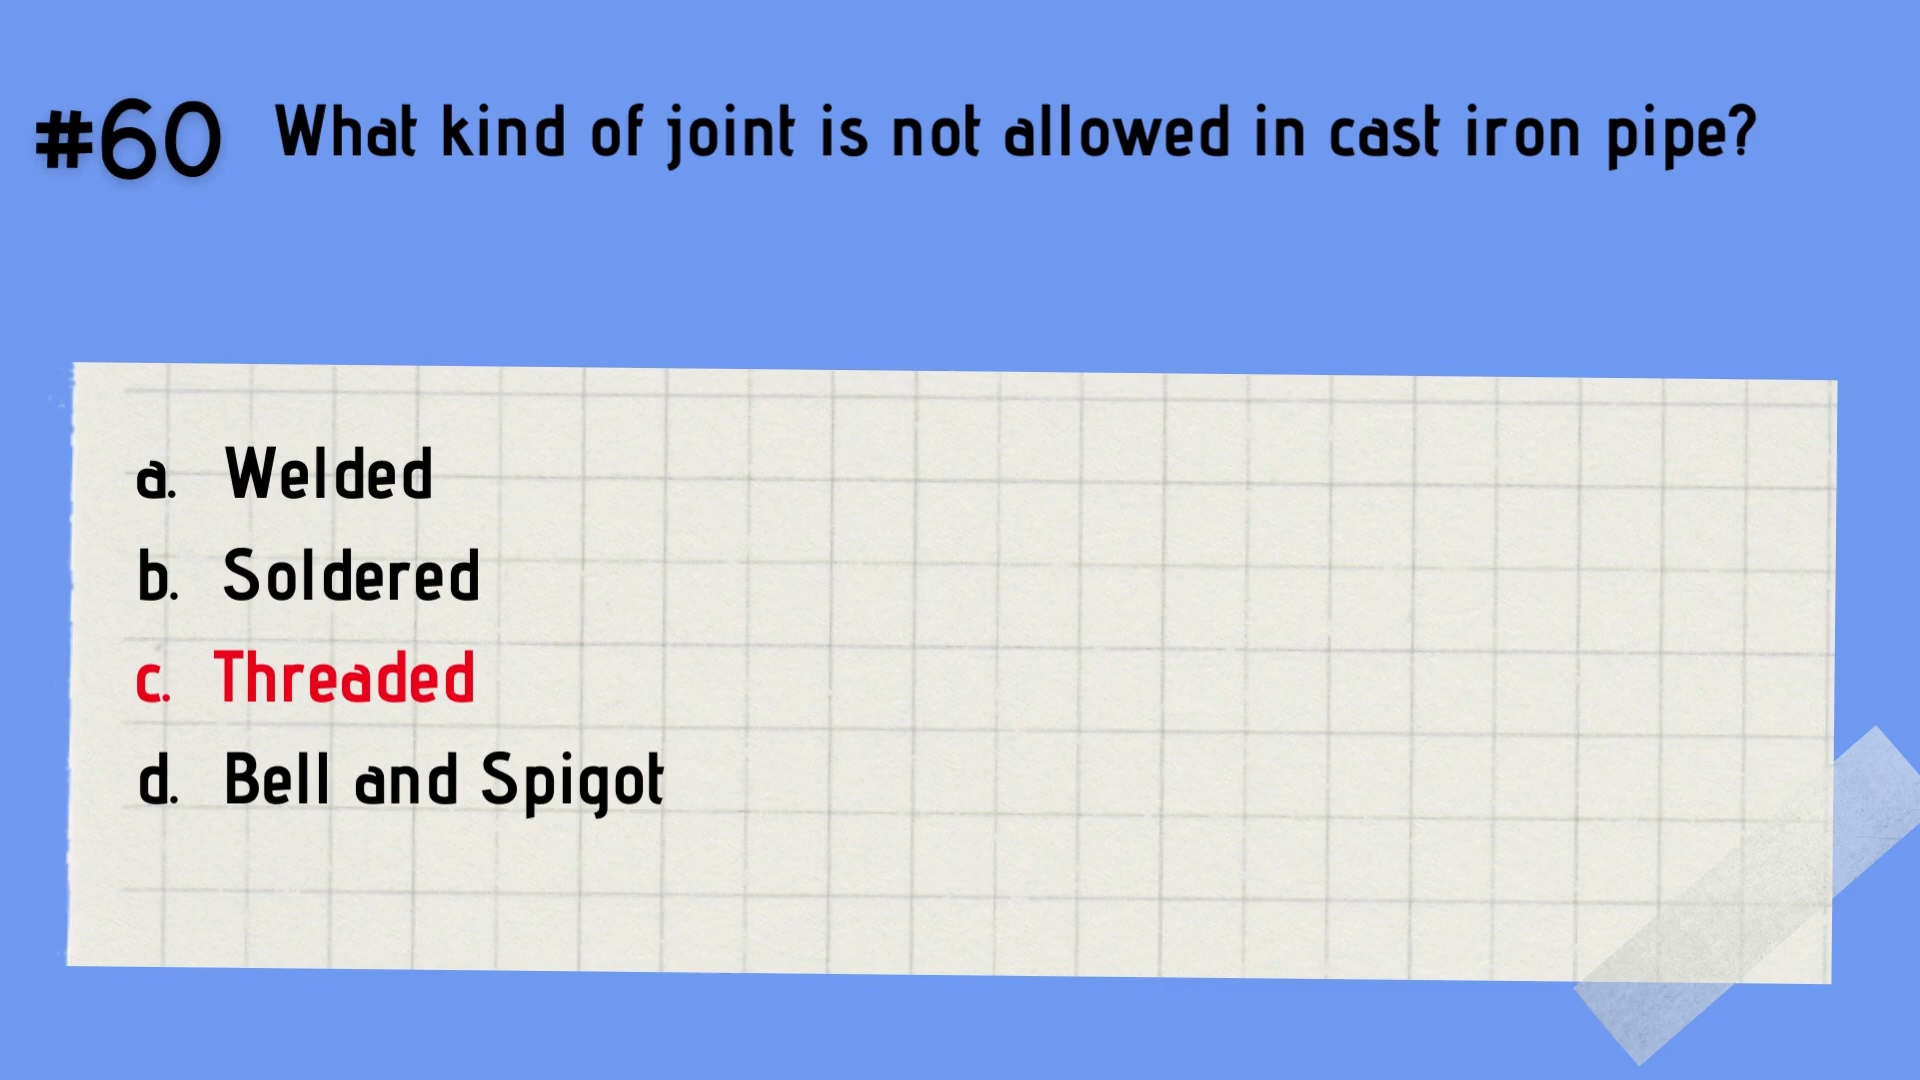 #60 What kind of joint is not allowed in cast iron pipe?
a. Welded
b. Soldered
c. Threaded
d. Bell and Spigot